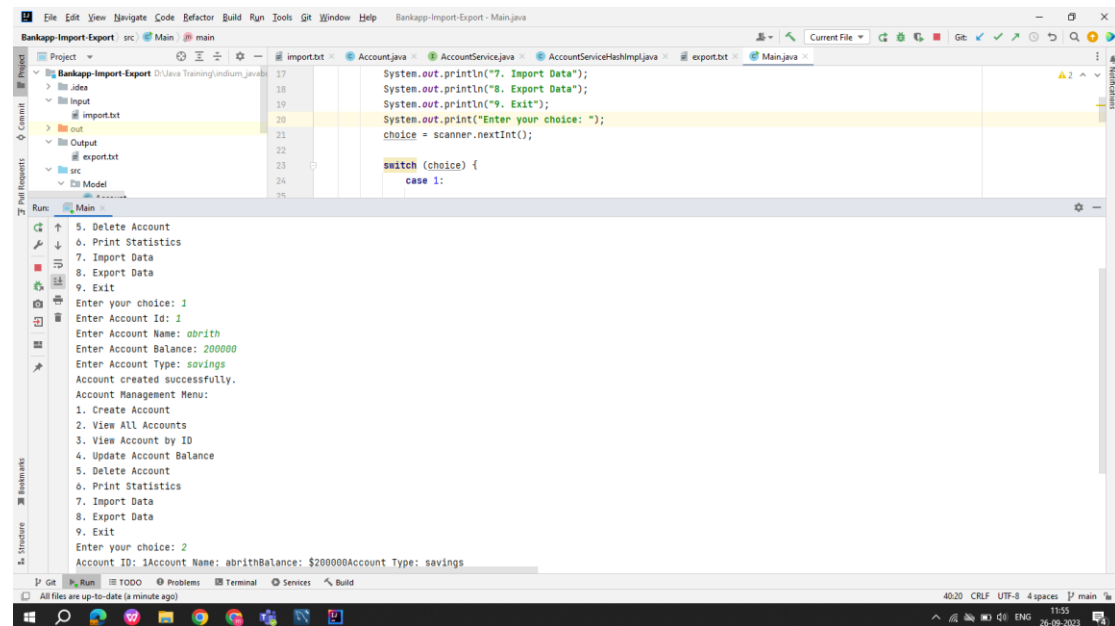 File Edit View Navigate Code Refactor Build Run Tools Git Window Help Bankapp-Import-Export - Main.java
Bankapp-Import-Export src Main main Current File Git:
Project import.txt Account.java AccountService.java AccountServiceHashImpl.java export.txt Main.java
Bankapp-Import-Export D:\Java Training\indium_javab
.idea
Input
import.txt
out
Output
export.txt
src
Model
17 System.out.println("7. Import Data");
18 System.out.println("8. Export Data");
19 System.out.println("9. Exit");
20 System.out.print("Enter your choice: ");
21 choice = scanner.nextInt();
22
23 switch (choice) {
24 case 1:
25
2
Project
Commit
Pull Requests
Bookmarks
Structure
Notifications
Run: Main
5. Delete Account
6. Print Statistics
7. Import Data
8. Export Data
9. Exit
Enter your choice: 1
Enter Account Id: 1
Enter Account Name: abrith
Enter Account Balance: 200000
Enter Account Type: savings
Account created successfully.
Account Management Menu:
1. Create Account
2. View All Accounts
3. View Account by ID
4. Update Account Balance
5. Delete Account
6. Print Statistics
7. Import Data
8. Export Data
9. Exit
Enter your choice: 2
Account ID: 1Account Name: abrithBalance: $200000Account Type: savings
Git Run TODO Problems Terminal Services Build
All files are up-to-date (a minute ago) 40:20 CRLF UTF-8 4 spaces main
ENG 11:55
26-09-2023